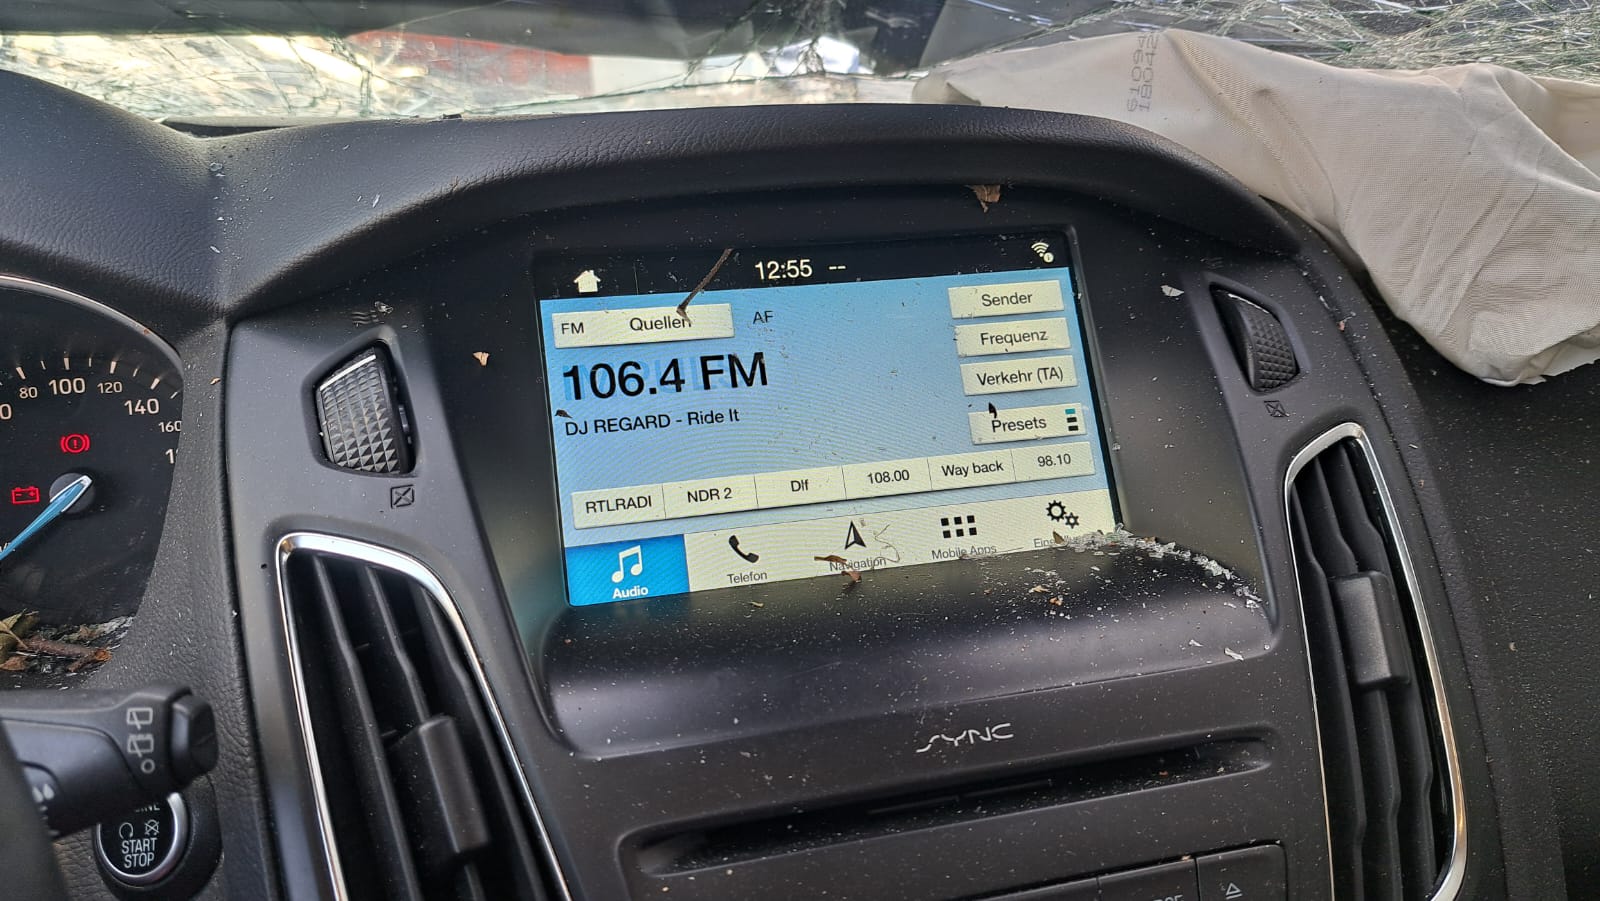 61094
18042
12:55 --
FM Quellen AF
Sender
106.4 FM
Frequenz
DJ REGARD - Ride It
Verkehr (TA)
Presets
RTLRADI NDR 2 Dlf 108.00 Way back 98.10
Audio Telefon Navigation Mobile Apps
80 100 120 140 160
SYNC
START
STOP